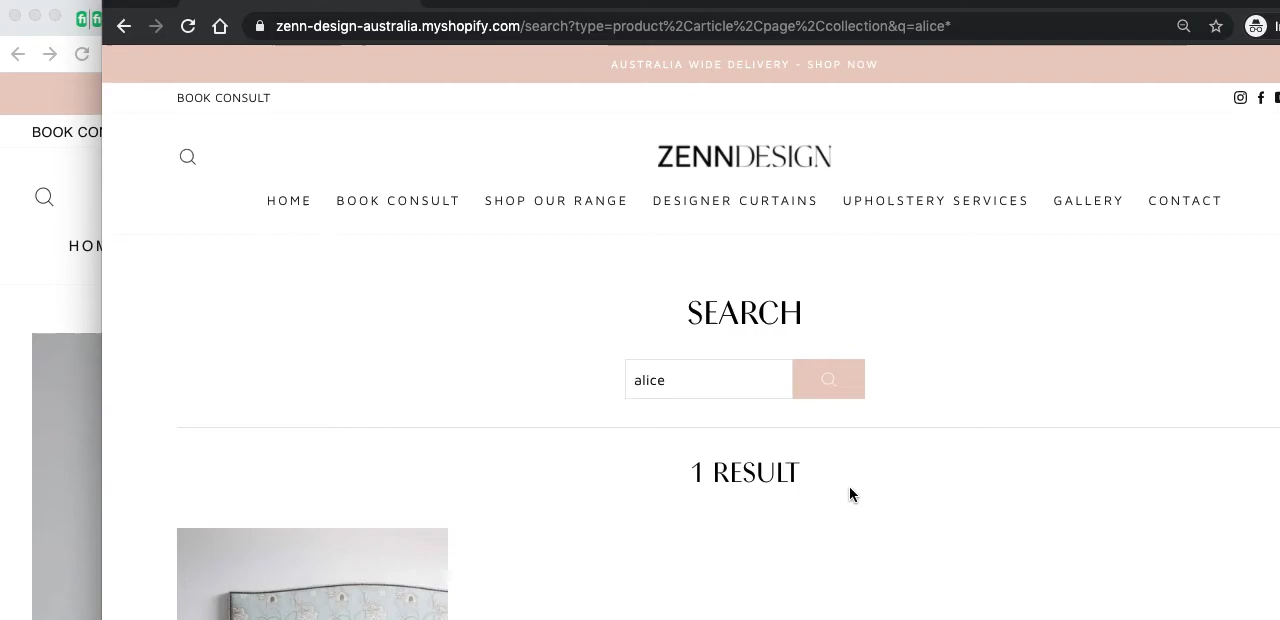 zenn-design-australia.myshopify.com/search?type=product%2Carticle%2Cpage%2Ccollection&q=alice*
AUSTRALIA WIDE DELIVERY - SHOP NOW
BOOK CONSULT
BOOK CON
ZENNDESIGN
HOME BOOK CONSULT SHOP OUR RANGE DESIGNER CURTAINS UPHOLSTERY SERVICES GALLERY CONTACT
HOM
SEARCH
alice
1 RESULT